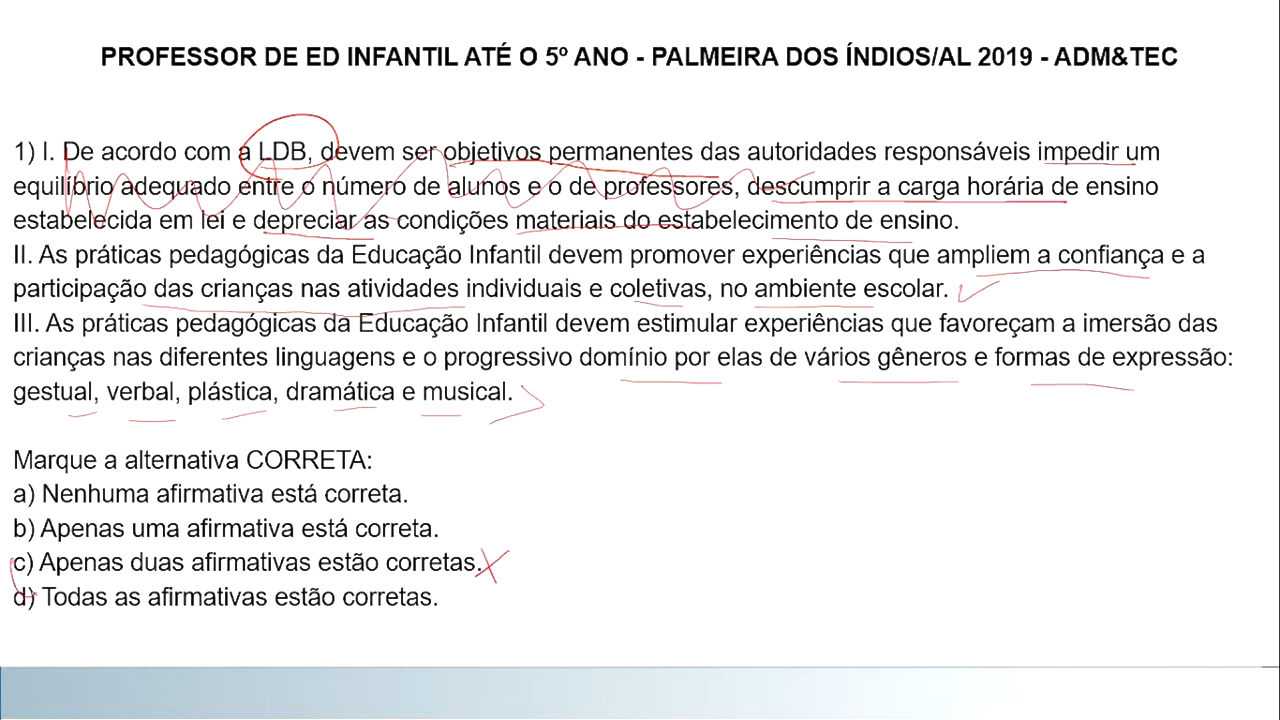 PROFESSOR DE ED INFANTIL ATÉ O 5º ANO - PALMEIRA DOS ÍNDIOS/AL 2019 - ADM&TEC
1) I. De acordo com a LDB, devem ser objetivos permanentes das autoridades responsáveis impedir um
equilíbrio adequado entre o número de alunos e o de professores, descumprir a carga horária de ensino
estabelecida em lei e depreciar as condições materiais do estabelecimento de ensino.
II. As práticas pedagógicas da Educação Infantil devem promover experiências que ampliem a confiança e a
participação das crianças nas atividades individuais e coletivas, no ambiente escolar.
III. As práticas pedagógicas da Educação Infantil devem estimular experiências que favoreçam a imersão das
crianças nas diferentes linguagens e o progressivo domínio por elas de vários gêneros e formas de expressão:
gestual, verbal, plástica, dramática e musical.
Marque a alternativa CORRETA:
a) Nenhuma afirmativa está correta.
b) Apenas uma afirmativa está correta.
c) Apenas duas afirmativas estão corretas.
d) Todas as afirmativas estão corretas.